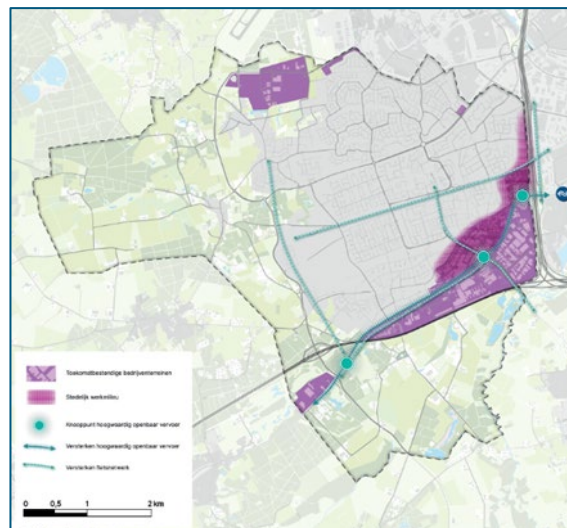 Toekomstbestendige bedrijventerreinen
Stedelijk werkmilieu
Knooppunt hoogwaardig openbaar vervoer
Versterken hoogwaardig openbaar vervoer
Versterken fietsnetwerk
0 0,5 1 2 km